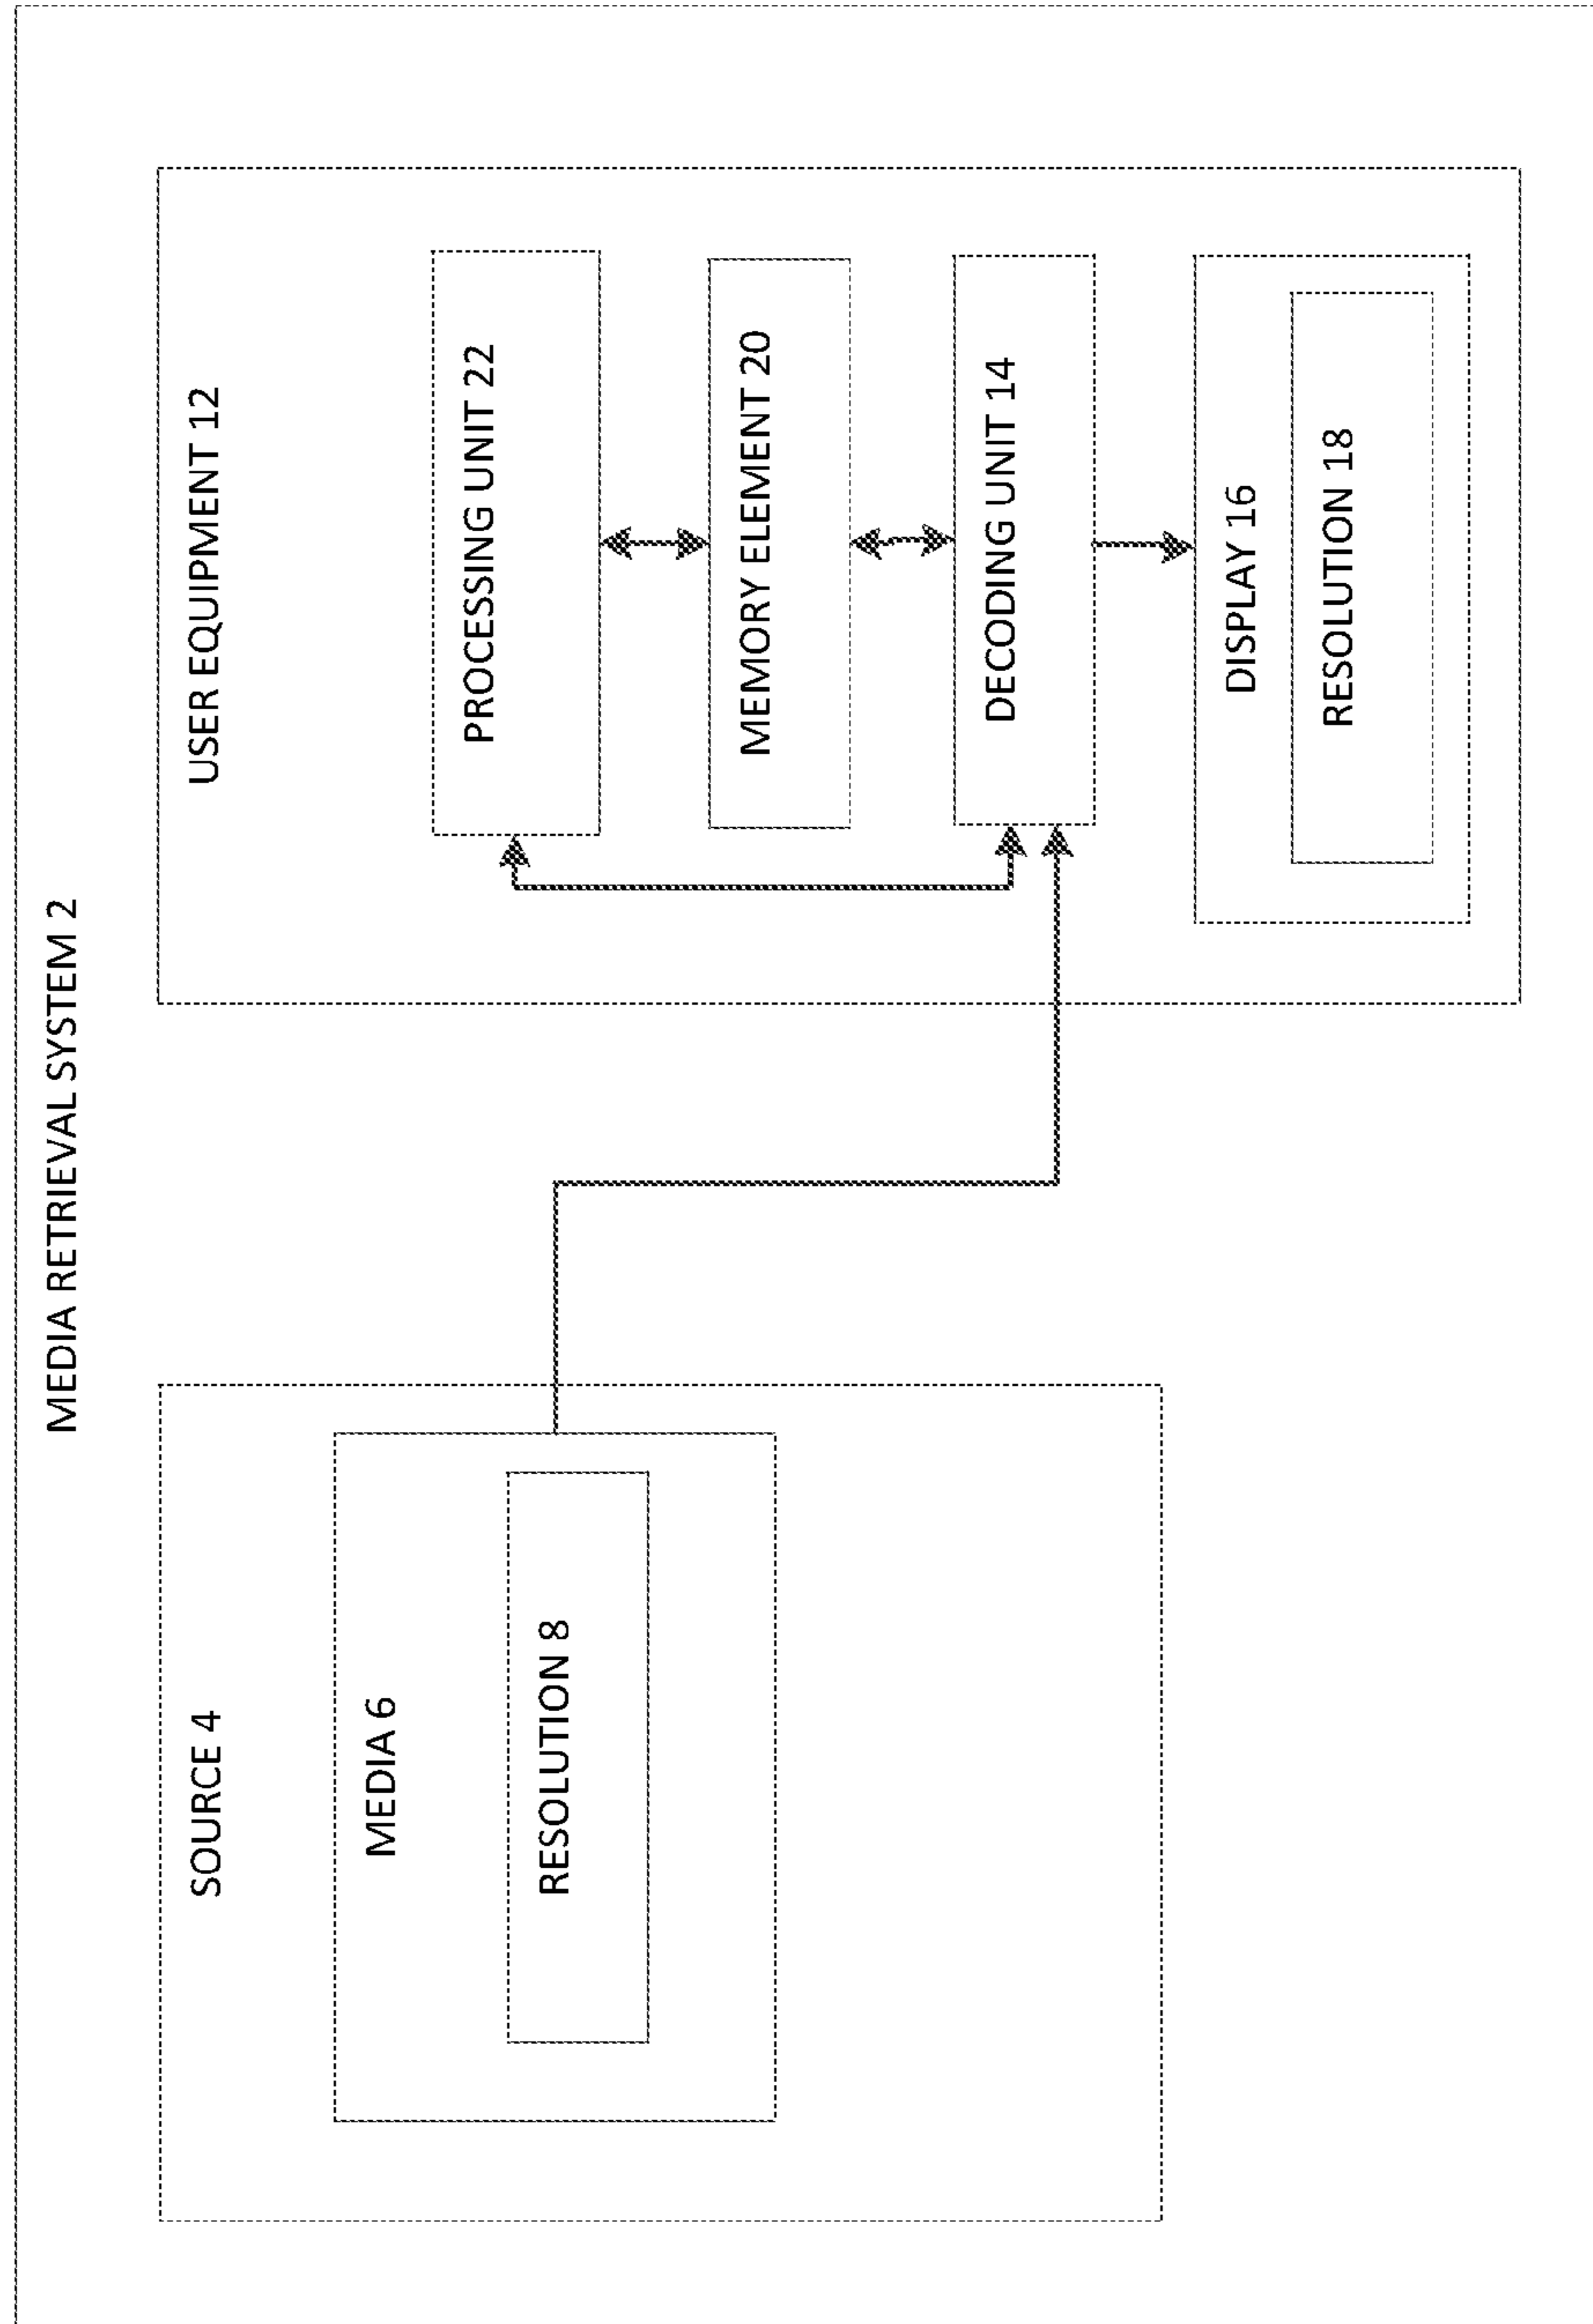 MEDIA RETRIEVAL SYSTEM 2
SOURCE 4
MEDIA 6
RESOLUTION 8
USER EQUIPMENT 12
PROCESSING UNIT 22
MEMORY ELEMENT 20
DECODING UNIT 14
DISPLAY 16
RESOLUTION 18